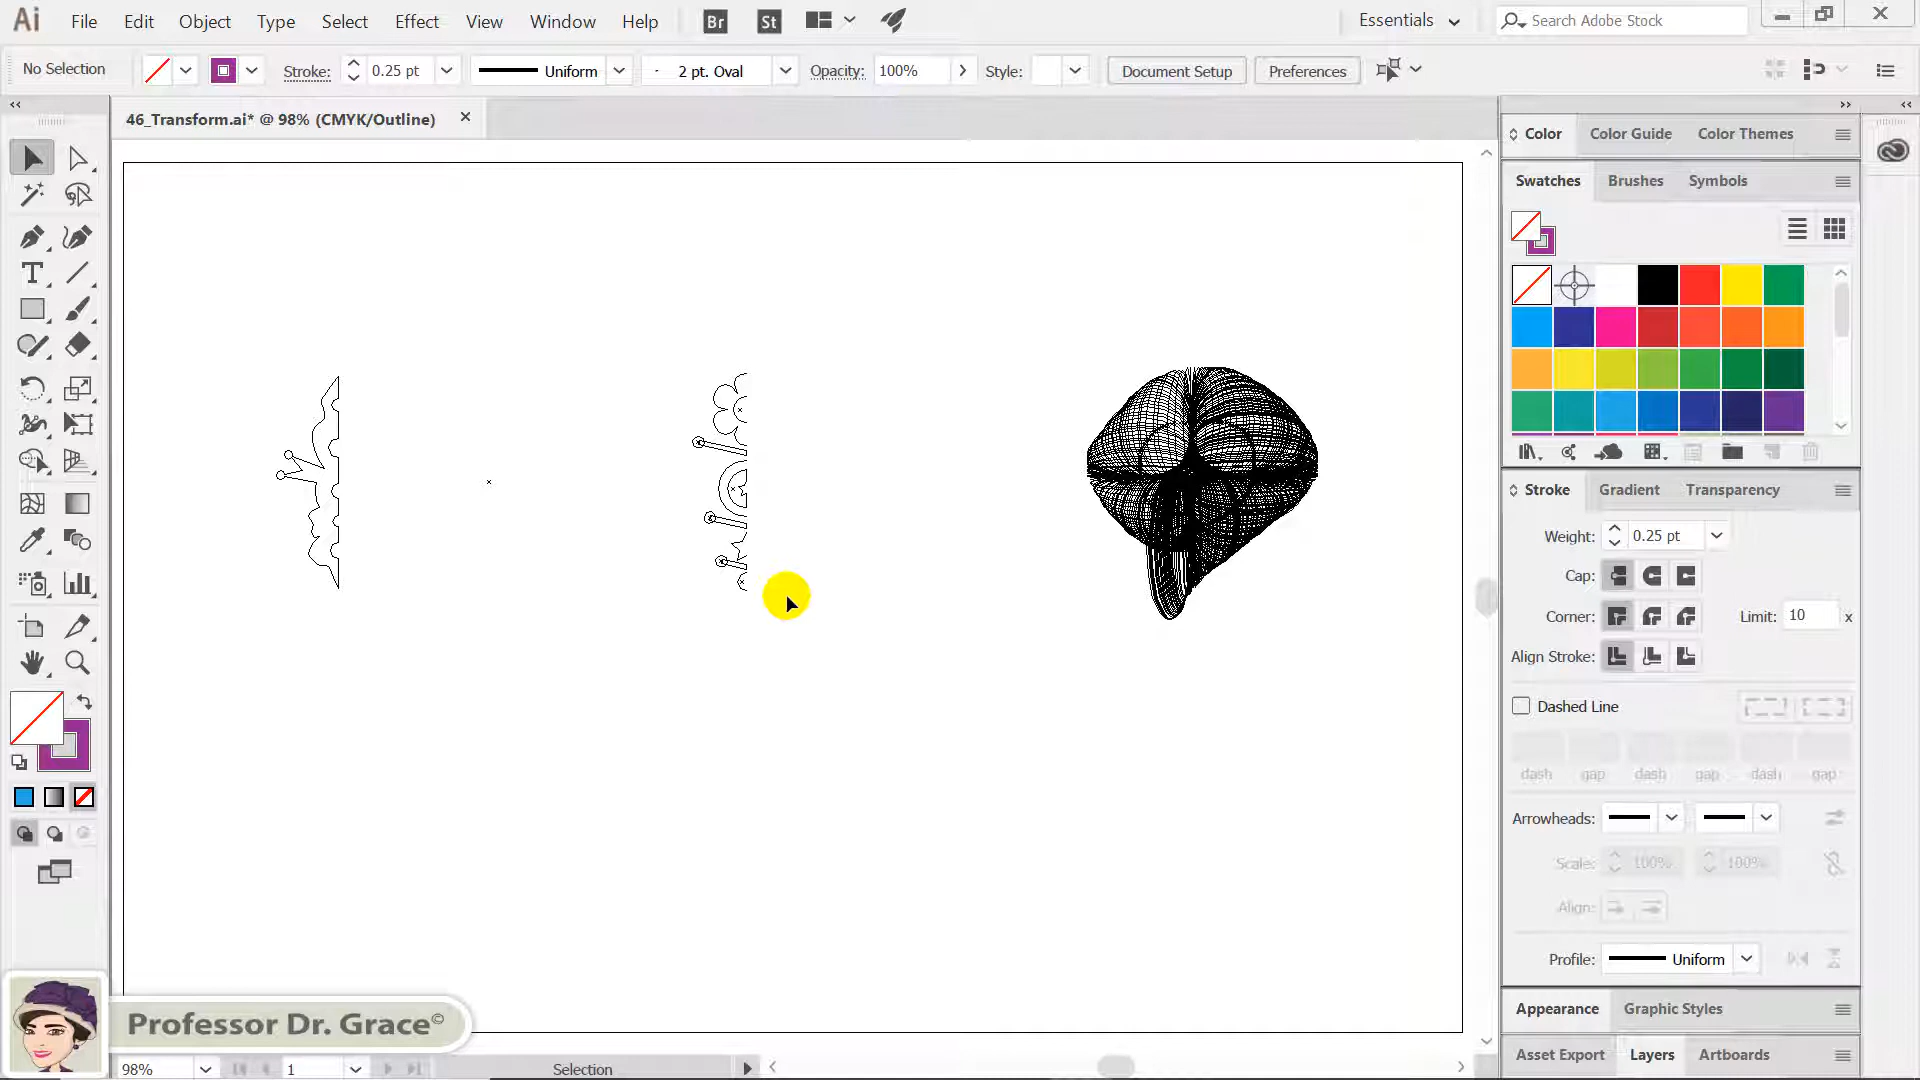 Ai File Edit Object Type Select Effect View Window Help Br St Essentials Search Adobe Stock
No Selection Stroke: 0.25 pt Uniform 2 pt. Oval Opacity: 100% Style: Document Setup Preferences
46_Transform.ai* @ 98% (CMYK/Outline)
Color Color Guide Color Themes
Swatches Brushes Symbols
Stroke Gradient Transparency
Weight: 0.25 pt
Cap:
Corner: Limit: 10 x
Align Stroke:
Dashed Line
dash gap dash gap dash gap
Arrowheads:
Scale: 100% 100%
Align:
Profile: Uniform
Appearance Graphic Styles
Asset Export Layers Artboards
Professor Dr. Grace©
98% 1 Selection